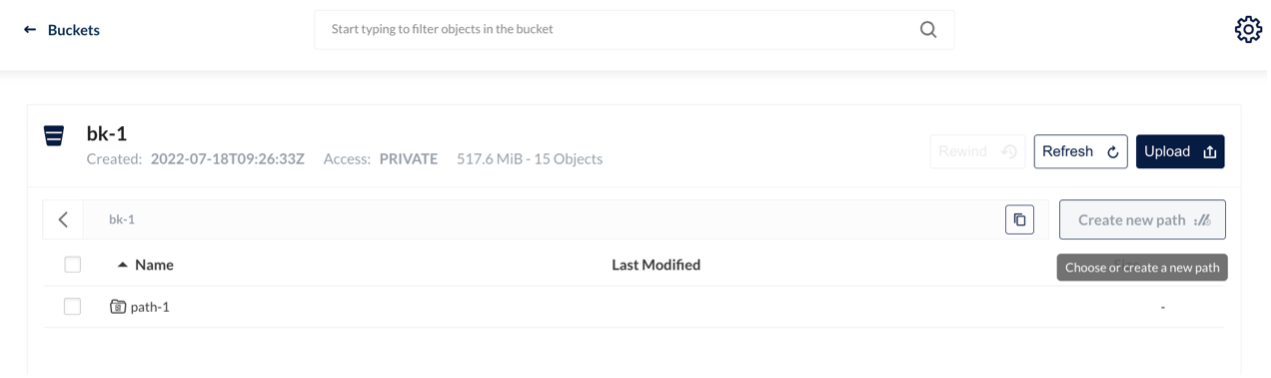 Buckets
Start typing to filter objects in the bucket
bk-1
Created: 2022-07-18T09:26:33Z Access: PRIVATE 517.6 MiB - 15 Objects
Rewind
Refresh
Upload
bk-1
Create new path
Name Last Modified
Choose or create a new path
path-1 -